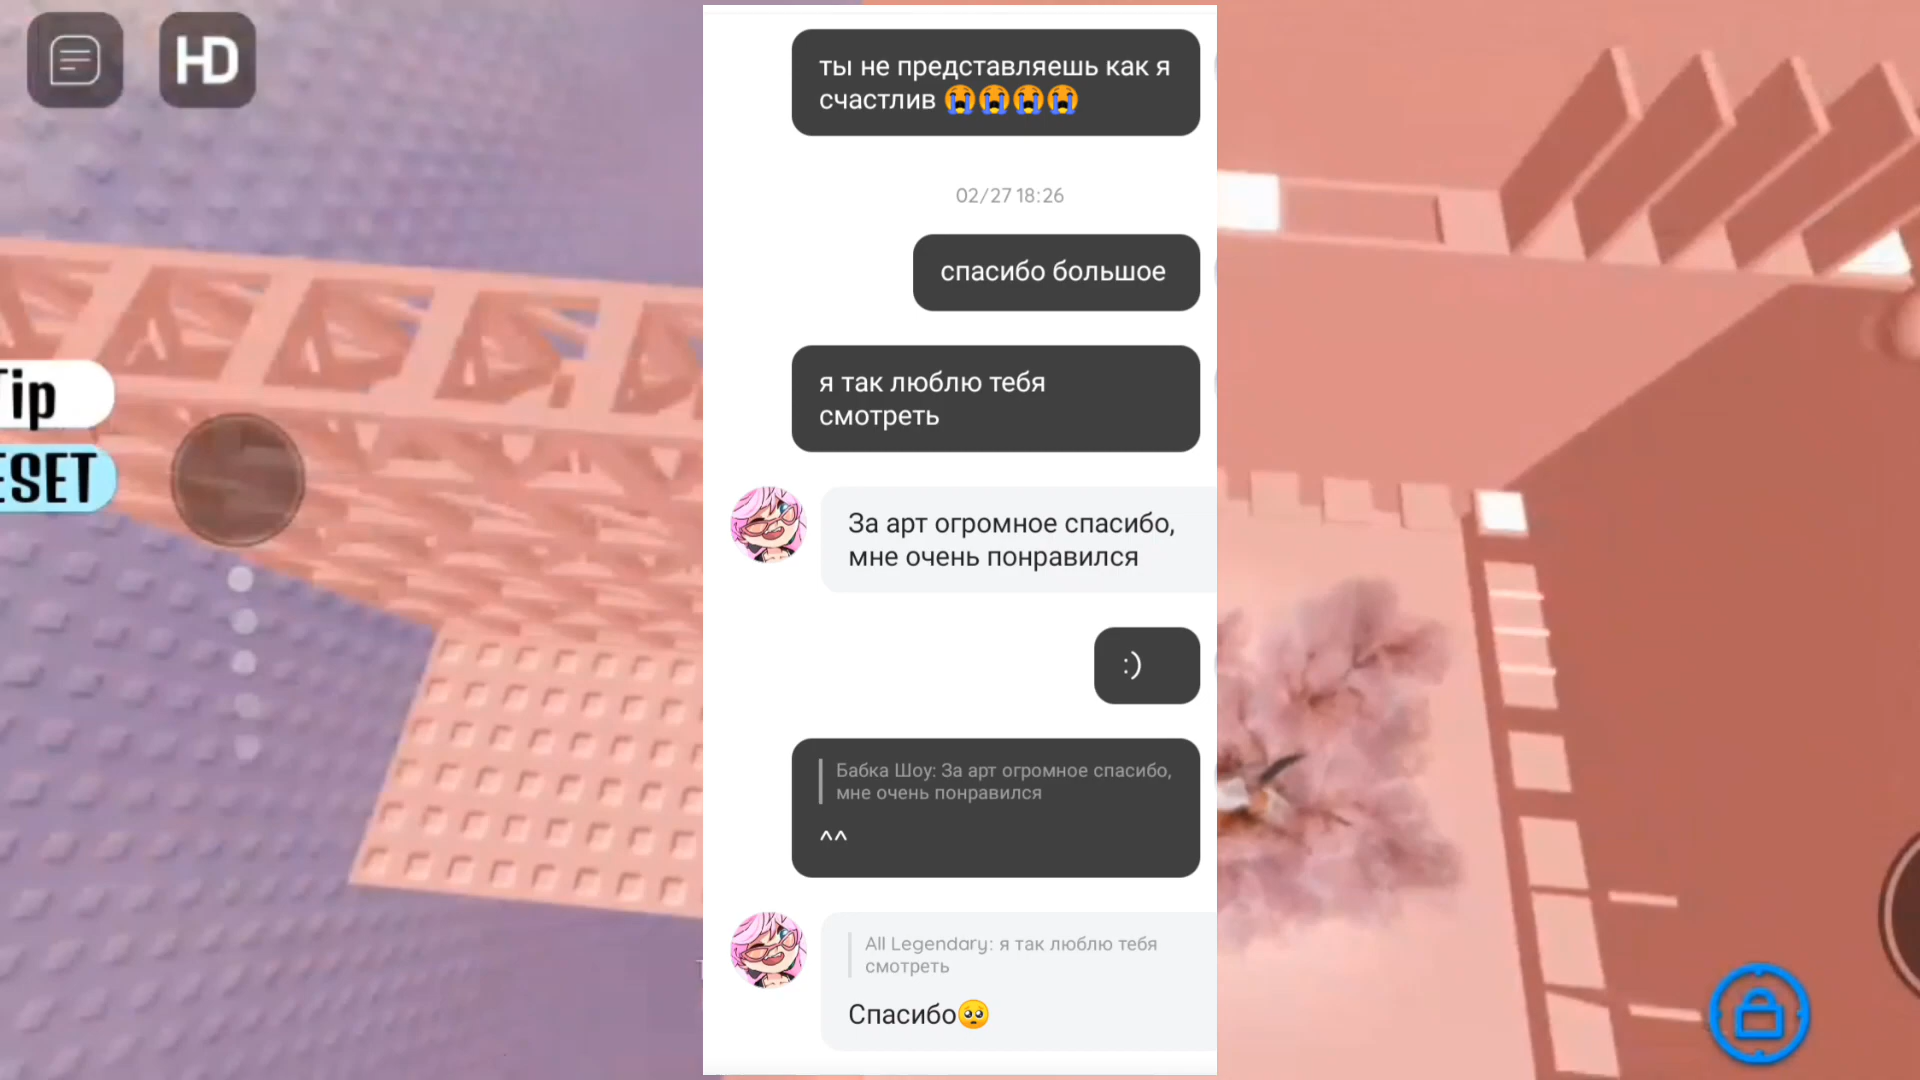 HD
Tip
ESET
ты не представляешь как я
счастлив 😭😭😭😭
02/27 18:26
спасибо большое
я так люблю тебя
смотреть
За арт огромное спасибо,
мне очень понравился
:)
Бабка Шоу: За арт огромное спасибо,
мне очень понравился
^^
All Legendary: я так люблю тебя
смотреть
Спасибо🥺